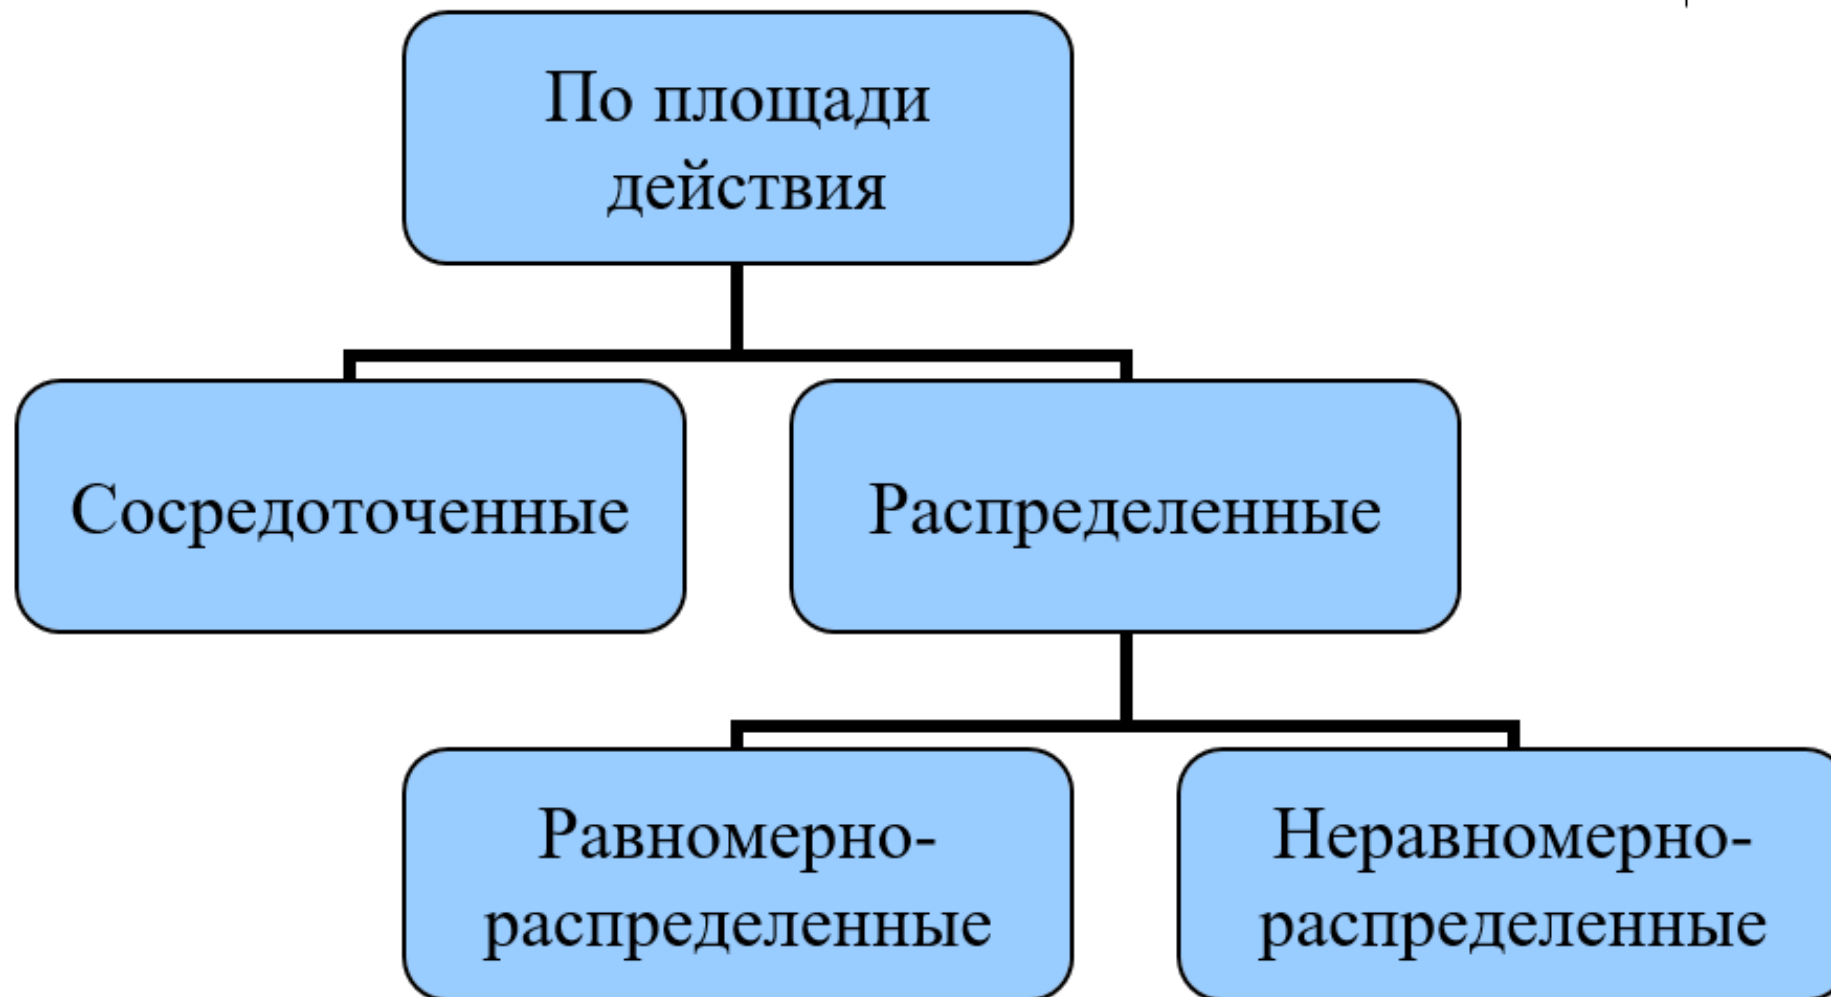 По площади
действия
Сосредоточенные
Распределенные
Равномерно-
распределенные
Неравномерно-
распределенные